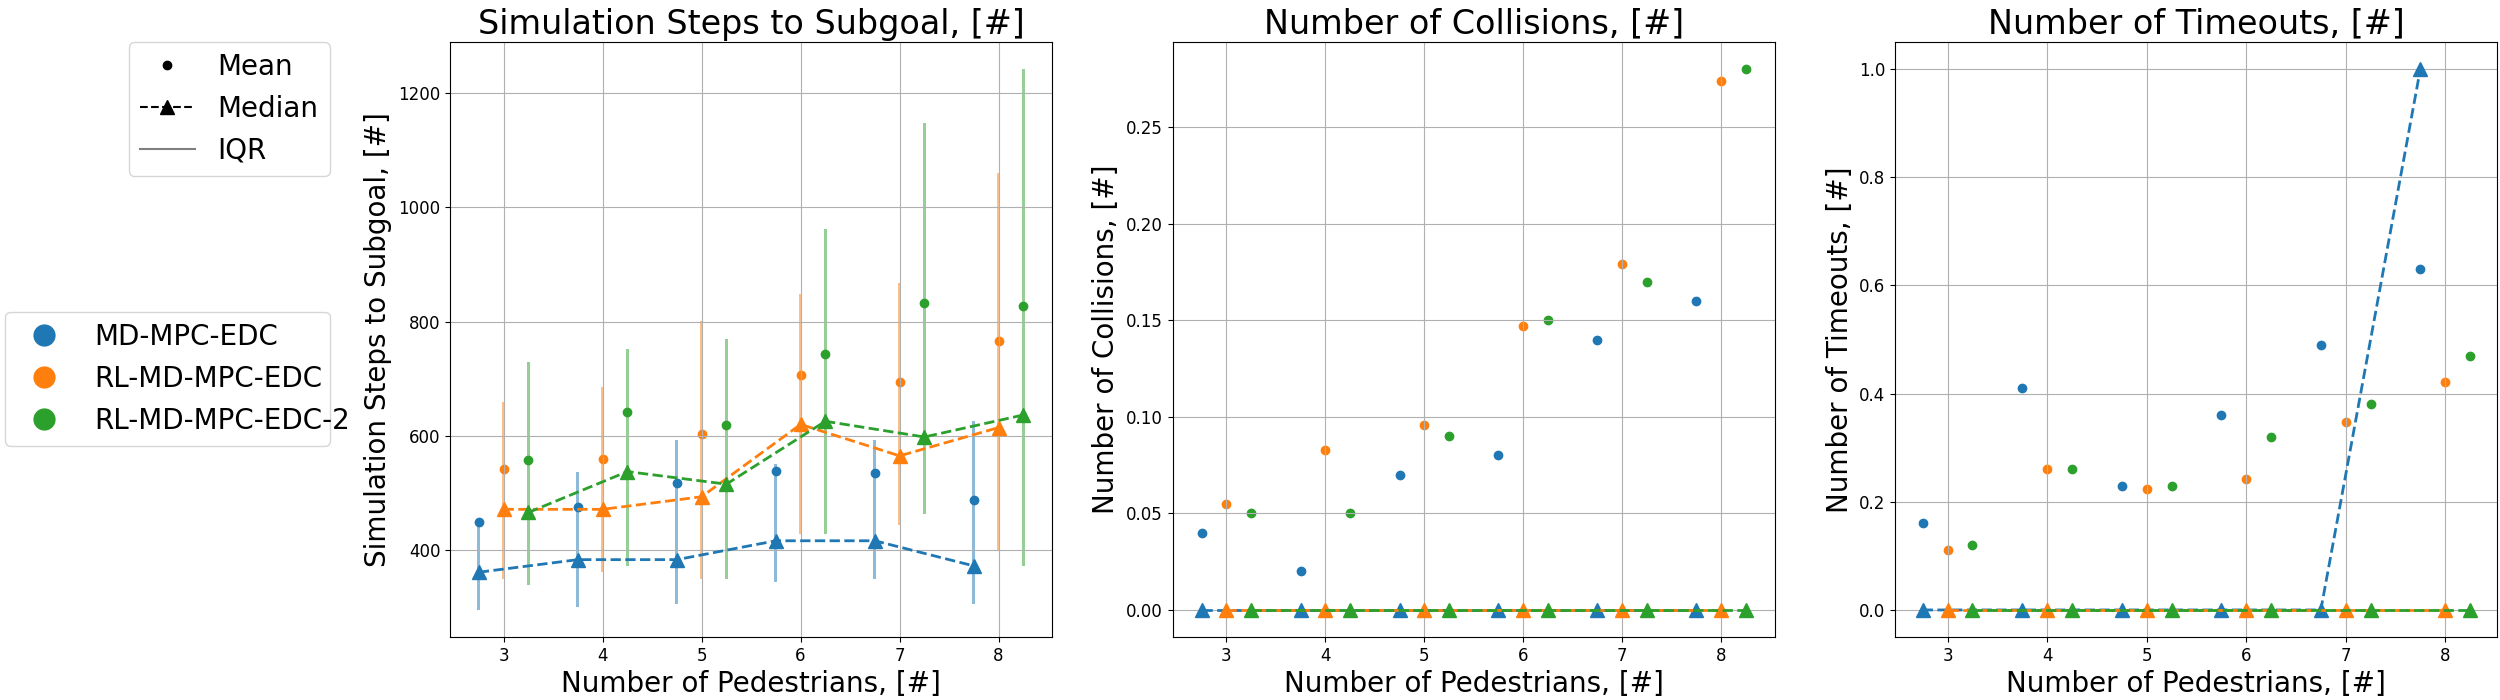 Mean
Median
IQR
MD-MPC-EDC
RL-MD-MPC-EDC
RL-MD-MPC-EDC-2
Simulation Steps to Subgoal, [#]
Simulation Steps to Subgoal, [#]
1200
1000
800
600
400
3 4 5 6 7 8
Number of Pedestrians, [#]
Number of Collisions, [#]
Number of Collisions, [#]
0.25
0.20
0.15
0.10
0.05
0.00
3 4 5 6 7 8
Number of Pedestrians, [#]
Number of Timeouts, [#]
Number of Timeouts, [#]
1.0
0.8
0.6
0.4
0.2
0.0
3 4 5 6 7 8
Number of Pedestrians, [#]